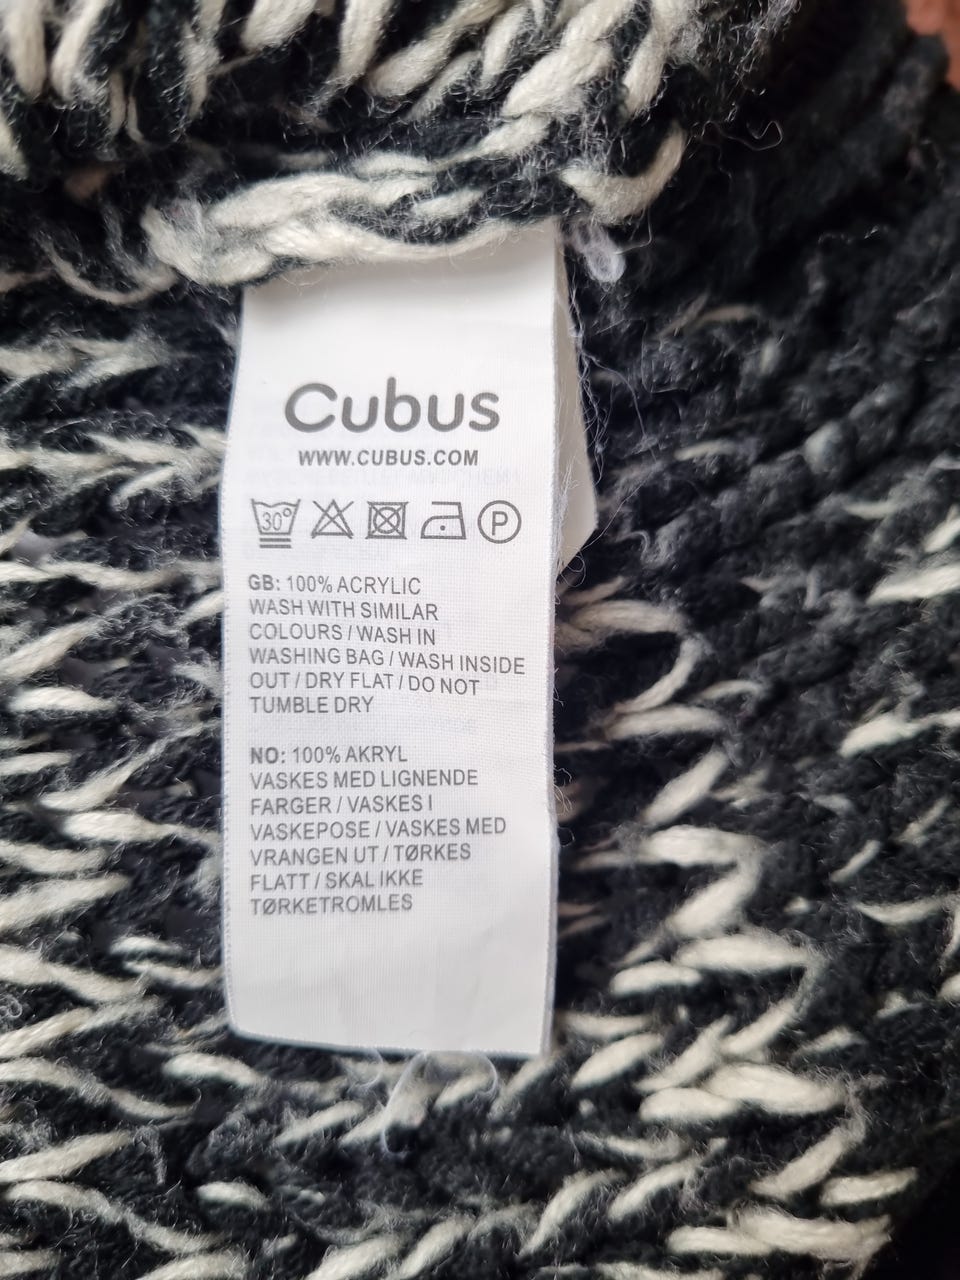 Cubus
WWW.CUBUS.COM
30° P
GB: 100% ACRYLIC
WASH WITH SIMILAR
COLOURS / WASH IN
WASHING BAG / WASH INSIDE
OUT / DRY FLAT / DO NOT
TUMBLE DRY
NO: 100% AKRYL
VASKES MED LIGNENDE
FARGER / VASKES I
VASKEPOSE / VASKES MED
VRANGEN UT / TØRKES
FLATT / SKAL IKKE
TØRKETROMLES